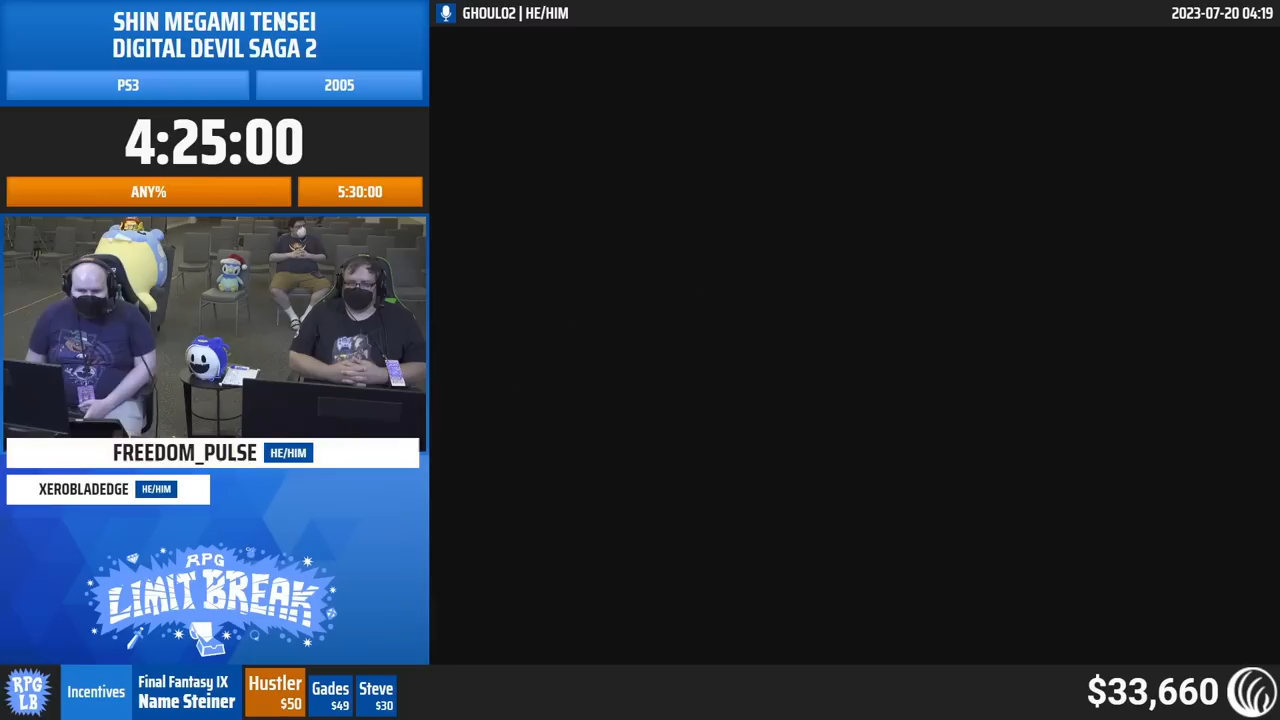 SHIN MEGAMI TENSEI
DIGITAL DEVIL SAGA 2
PS3
2005
4:25:00
ANY%
5:30:00
GHOUL02 | HE/HIM
2023-07-20 04:19
FREEDOM_PULSE HE/HIM
XEROBLADEDGE HE/HIM
RPG
LIMIT BREAK
RPG
LB
Incentives
Final Fantasy IX
Name Steiner
Hustler
$50
Gades
$49
Steve
$30
$33,660